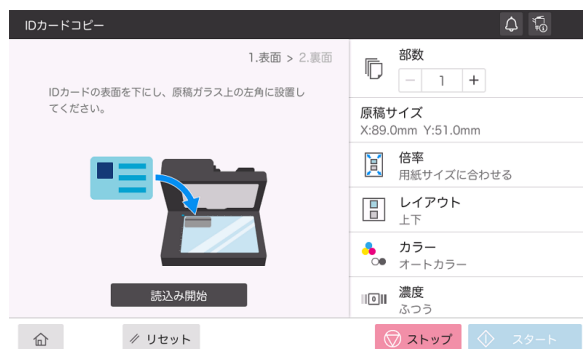 IDカードコピー
1.表面 > 2.裏面
IDカードの表面を下にし、原稿ガラス上の左角に設置し
てください。
読込み開始
部数
− 1 +
原稿サイズ
X:89.0mm Y:51.0mm
倍率
用紙サイズに合わせる
レイアウト
上下
カラー
オートカラー
0
濃度
ふつう
リセット
ストップ
スタート